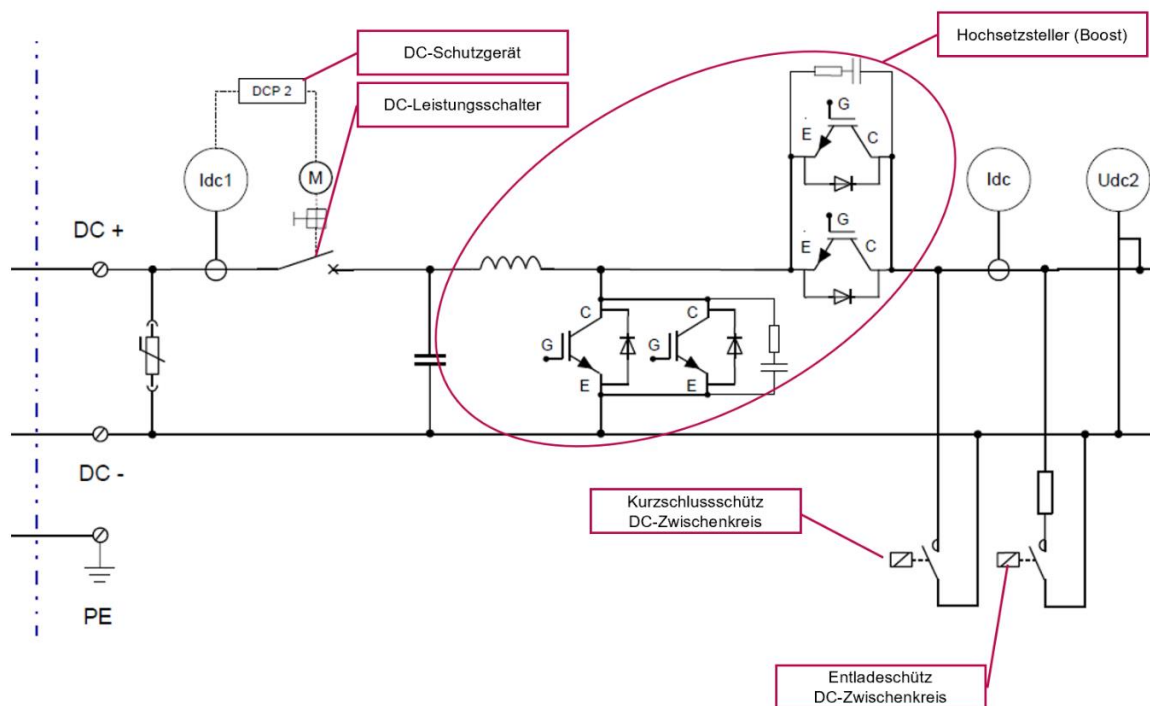 DC-Schutzgerät
Hochsetzsteller (Boost)
DCP 2
DC-Leistungsschalter
G
E
C
Idc1
M
Idc
Udc2
DC +
G
E
C
C
G
E
C
G
E
DC -
Kurzschlussschütz
DC-Zwischenkreis
PE
Entladeschütz
DC-Zwischenkreis